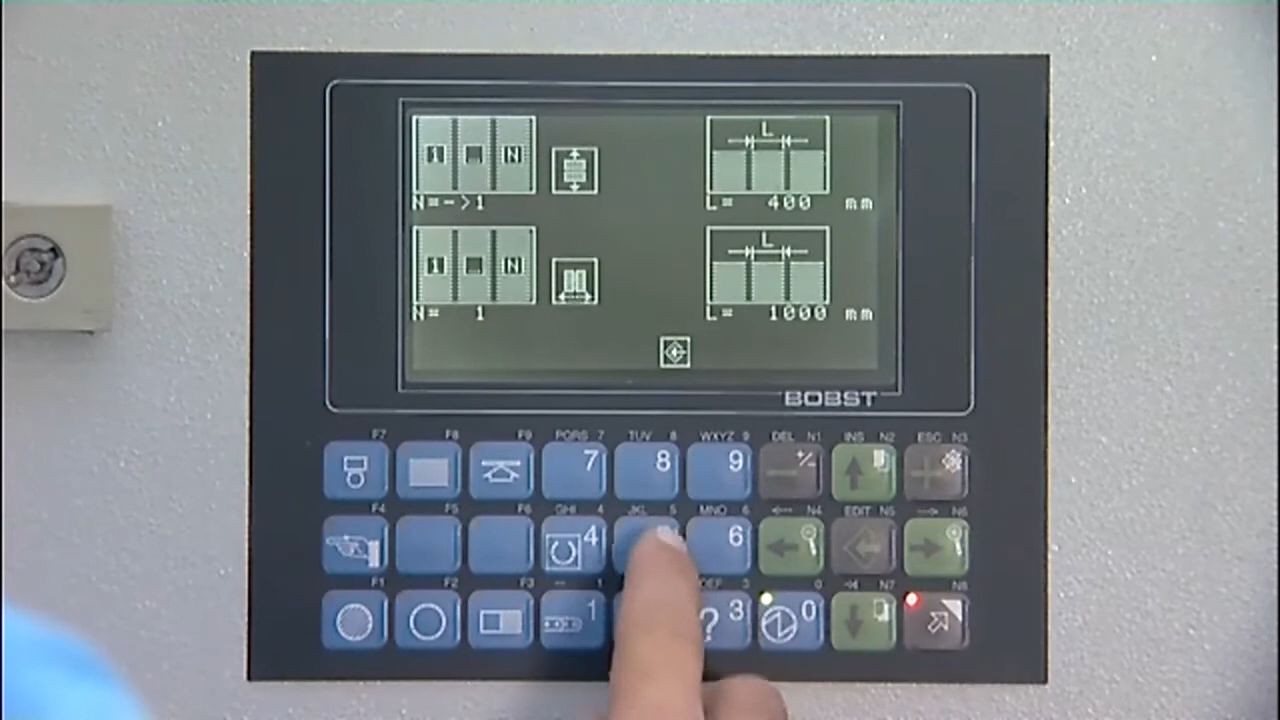 1 N L
N=->1 L= 400 mm
1 N L
N= 1 L= 1000 mm
BOBST
F7 F8 F9 PQRS 7 TUV 8 WXYZ 9 DEL N1 INS N2 ESC N3
7 8 9 +/-
F4 F5 F6 GHI 4 JKL 5 MNO 6 <-- N4 EDIT N5 --> N6
4 6
F1 F2 F3 -- 1 DEF 3 0 N7 N8
1 ? 3 0